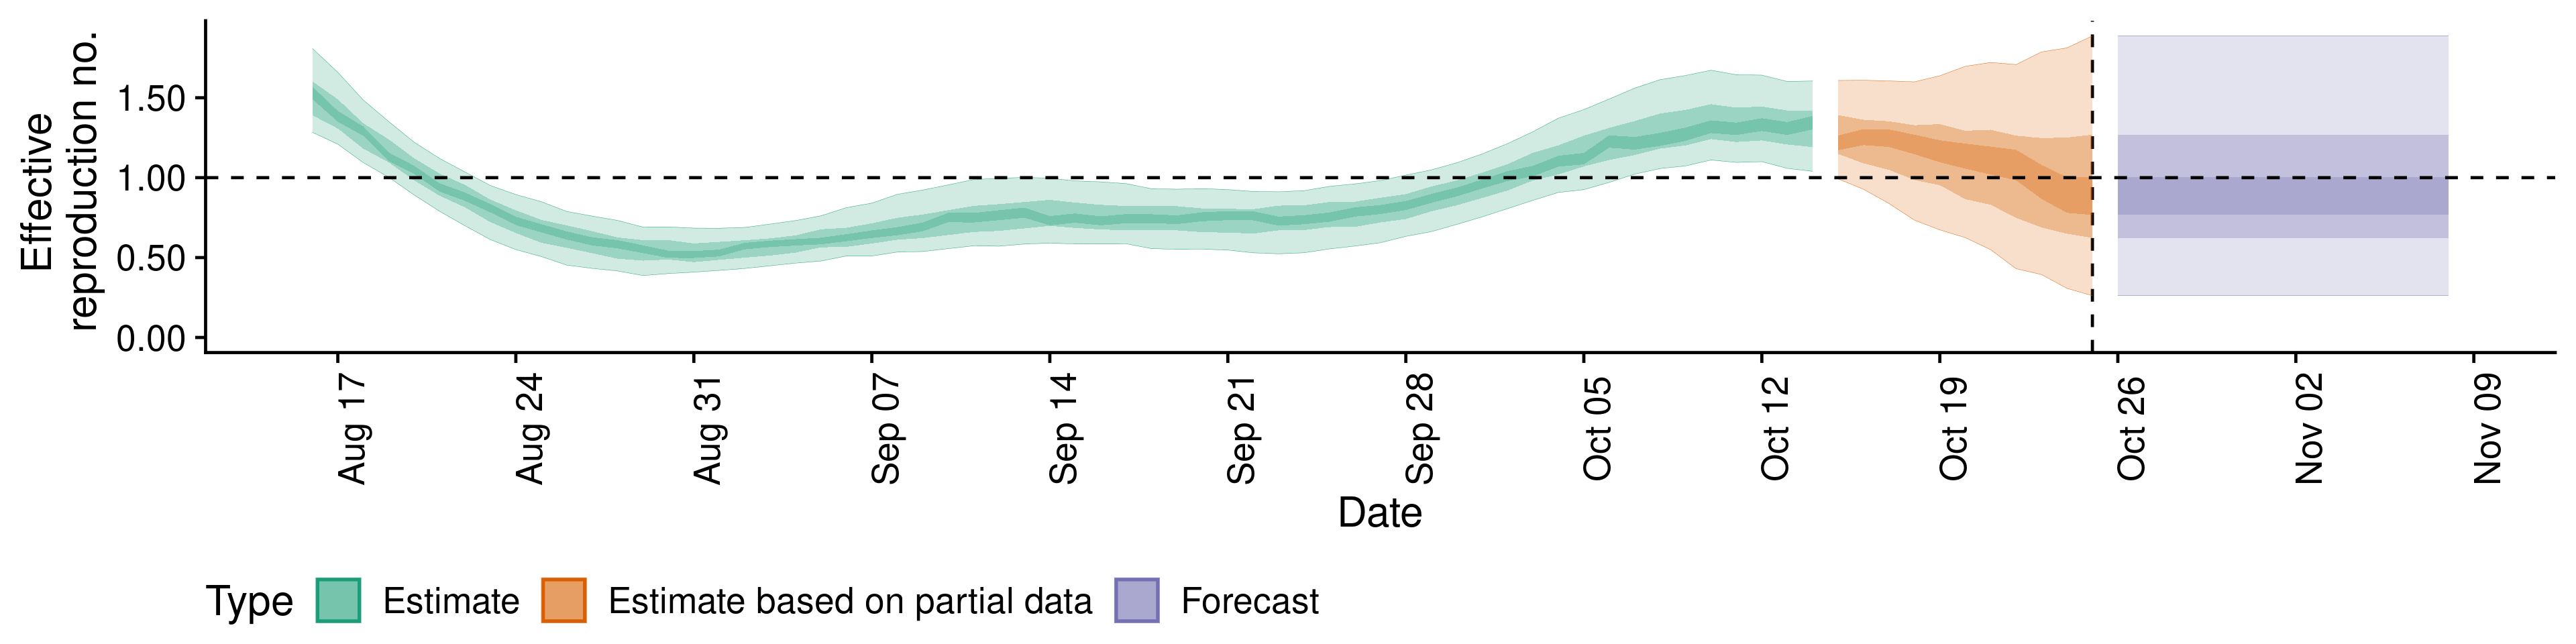 Effective
reproduction no.
1.50
1.00
0.50
0.00
Aug 17
Aug 24
Aug 31
Sep 07
Sep 14
Sep 21
Sep 28
Oct 05
Oct 12
Oct 19
Oct 26
Nov 02
Nov 09
Date
Type Estimate Estimate based on partial data Forecast